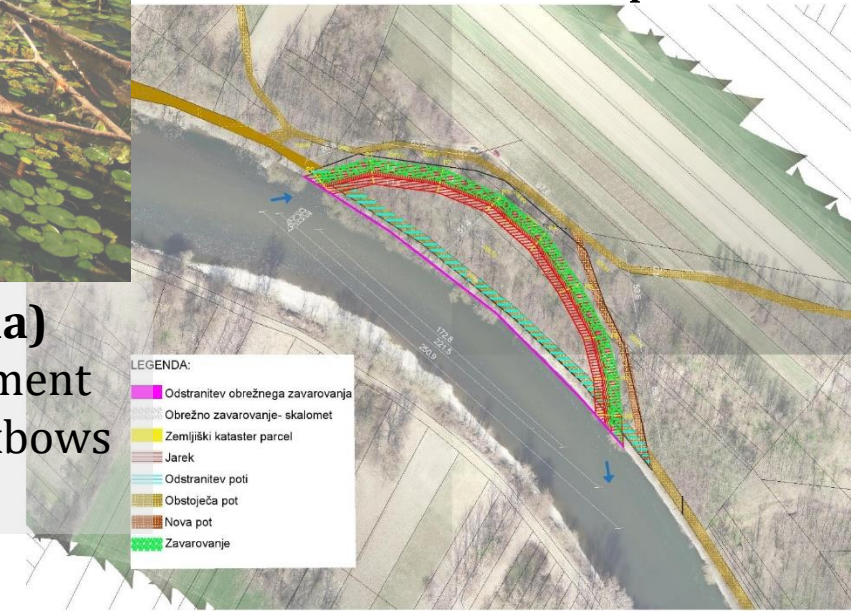 a)
ment
bows
172.8
221.5
250.9
LEGENDA:
Odstranitev obrežnega zavarovanja
Obrežno zavarovanje- skalomet
Zemljiški kataster parcel
Jarek
Odstranitev poti
Obstoječa pot
Nova pot
Zavarovanje